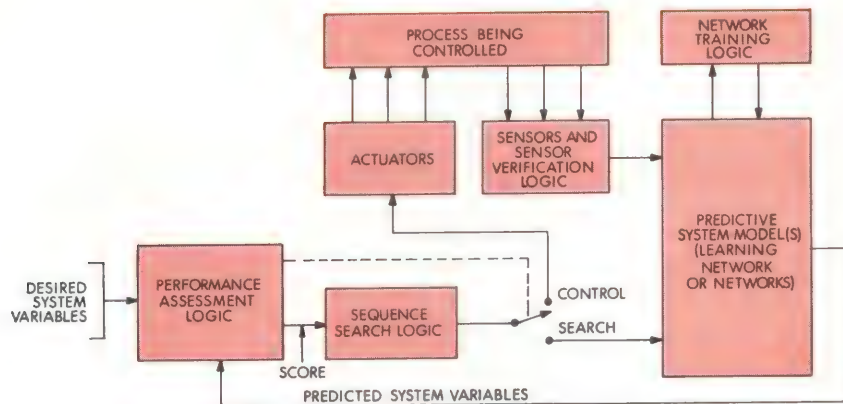 PROCESS BEING
CONTROLLED
NETWORK
TRAINING
LOGIC
ACTUATORS
SENSORS AND
SENSOR
VERIFICATION
LOGIC
PREDICTIVE
SYSTEM MODEL(S)
(LEARNING
NETWORK
OR NETWORKS)
DESIRED
SYSTEM
VARIABLES
PERFORMANCE
ASSESSMENT
LOGIC
SEQUENCE
SEARCH LOGIC
CONTROL
SEARCH
SCORE
PREDICTED SYSTEM VARIABLES